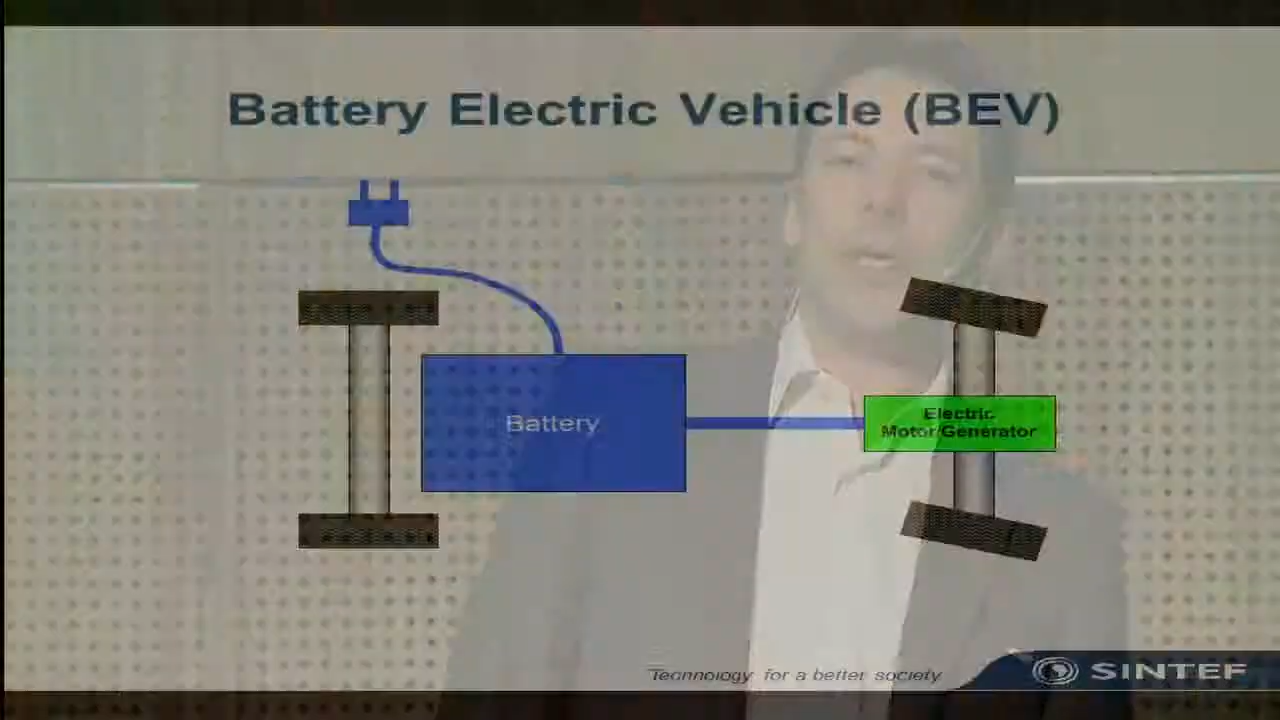 Battery Electric Vehicle (BEV)
Battery
Electric
Motor/Generator
Technology for a better society
SINTEF